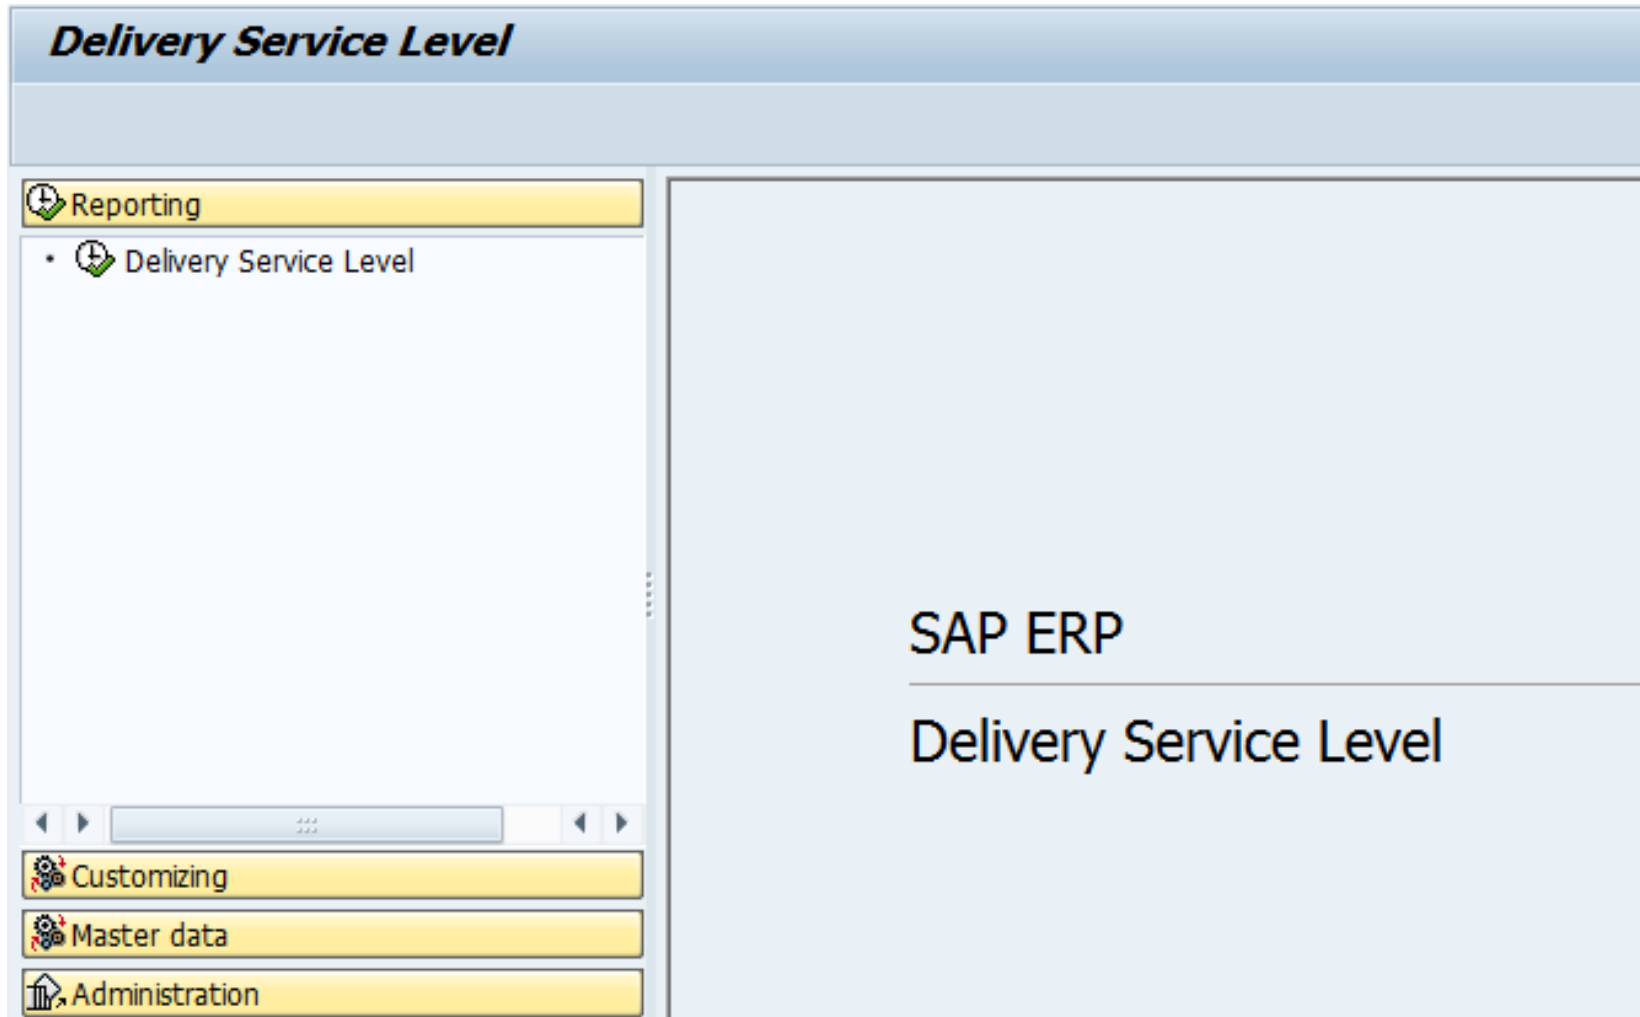 Delivery Service Level
Reporting
Delivery Service Level
Customizing
Master data
Administration
SAP ERP
Delivery Service Level